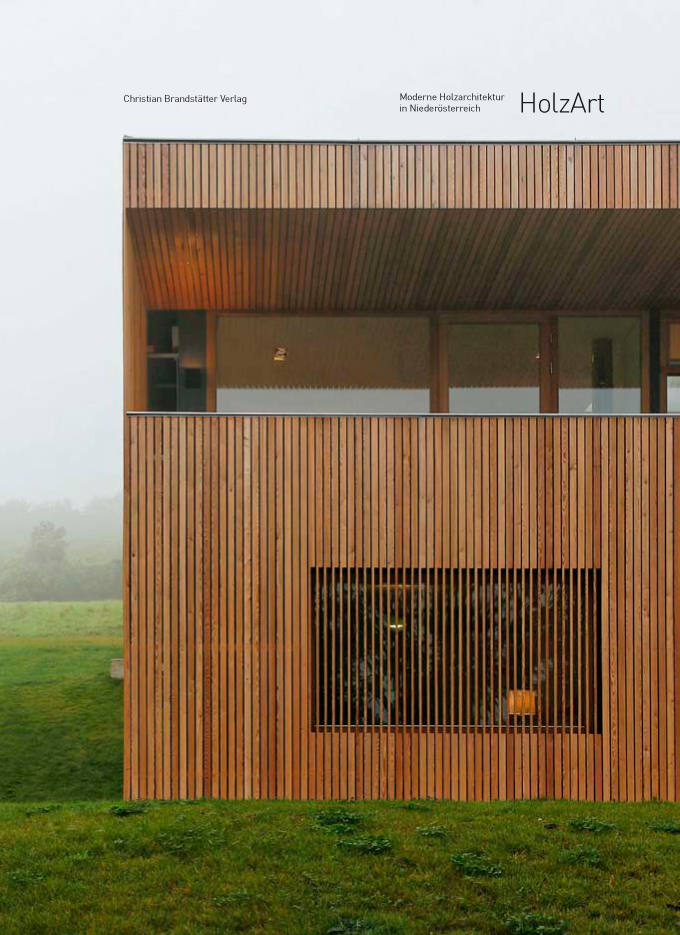 Christian Brandstätter Verlag
Moderne Holzarchitektur
in Niederösterreich
HolzArt